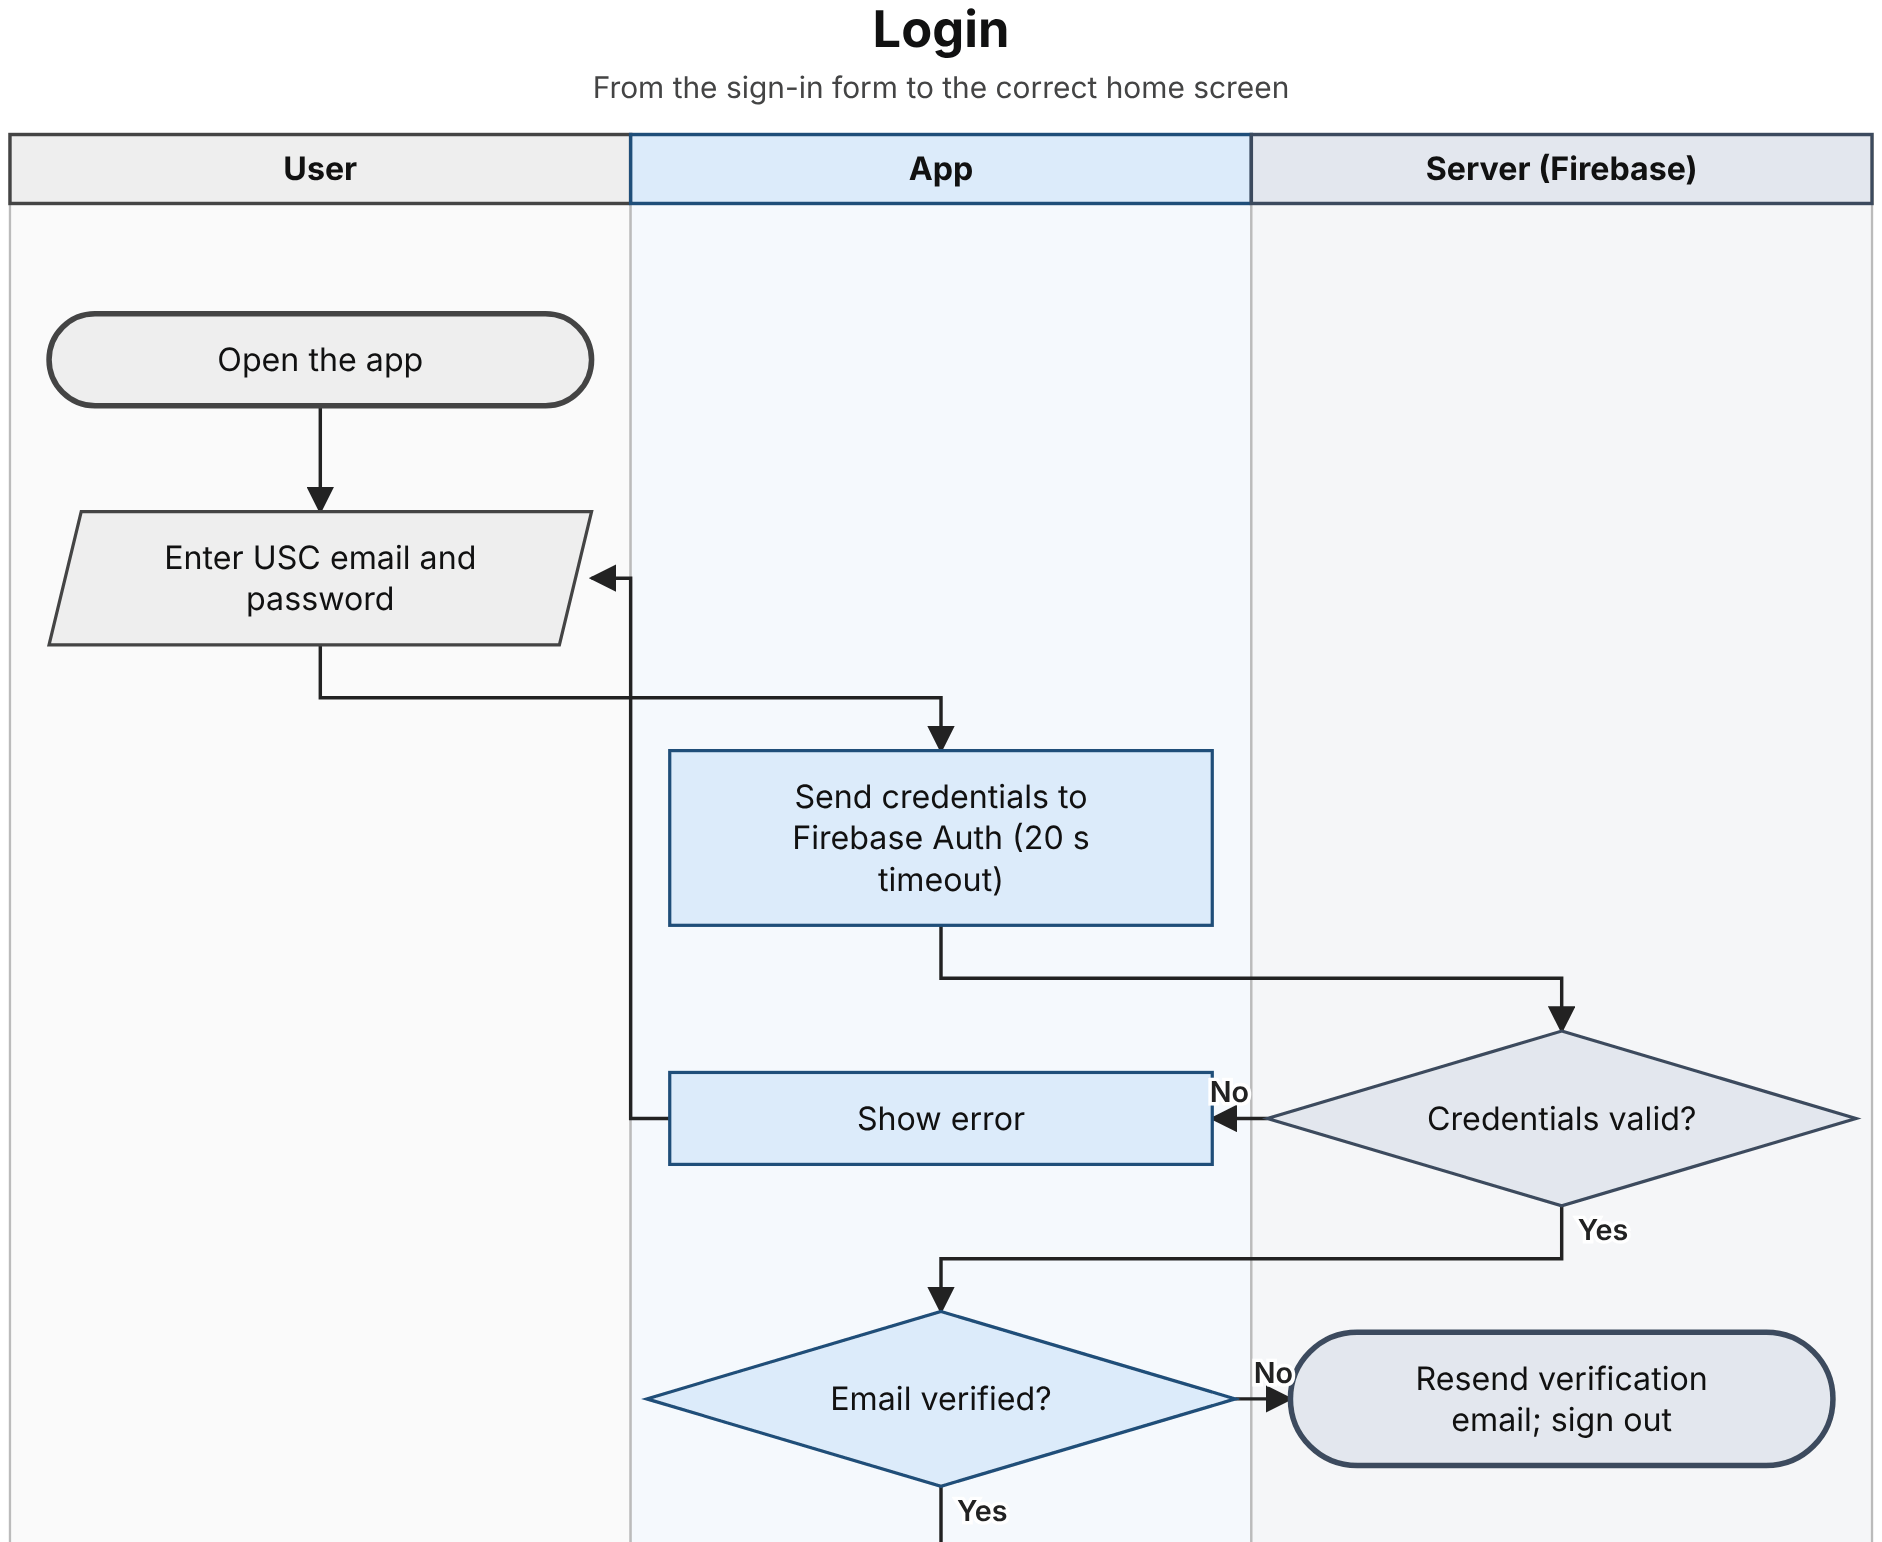 Login
From the sign-in form to the correct home screen
User
App
Server (Firebase)
Open the app
Enter USC email and
password
Send credentials to
Firebase Auth (20 s
timeout)
Show error
No
Credentials valid?
Yes
Email verified?
No
Resend verification
email; sign out
Yes